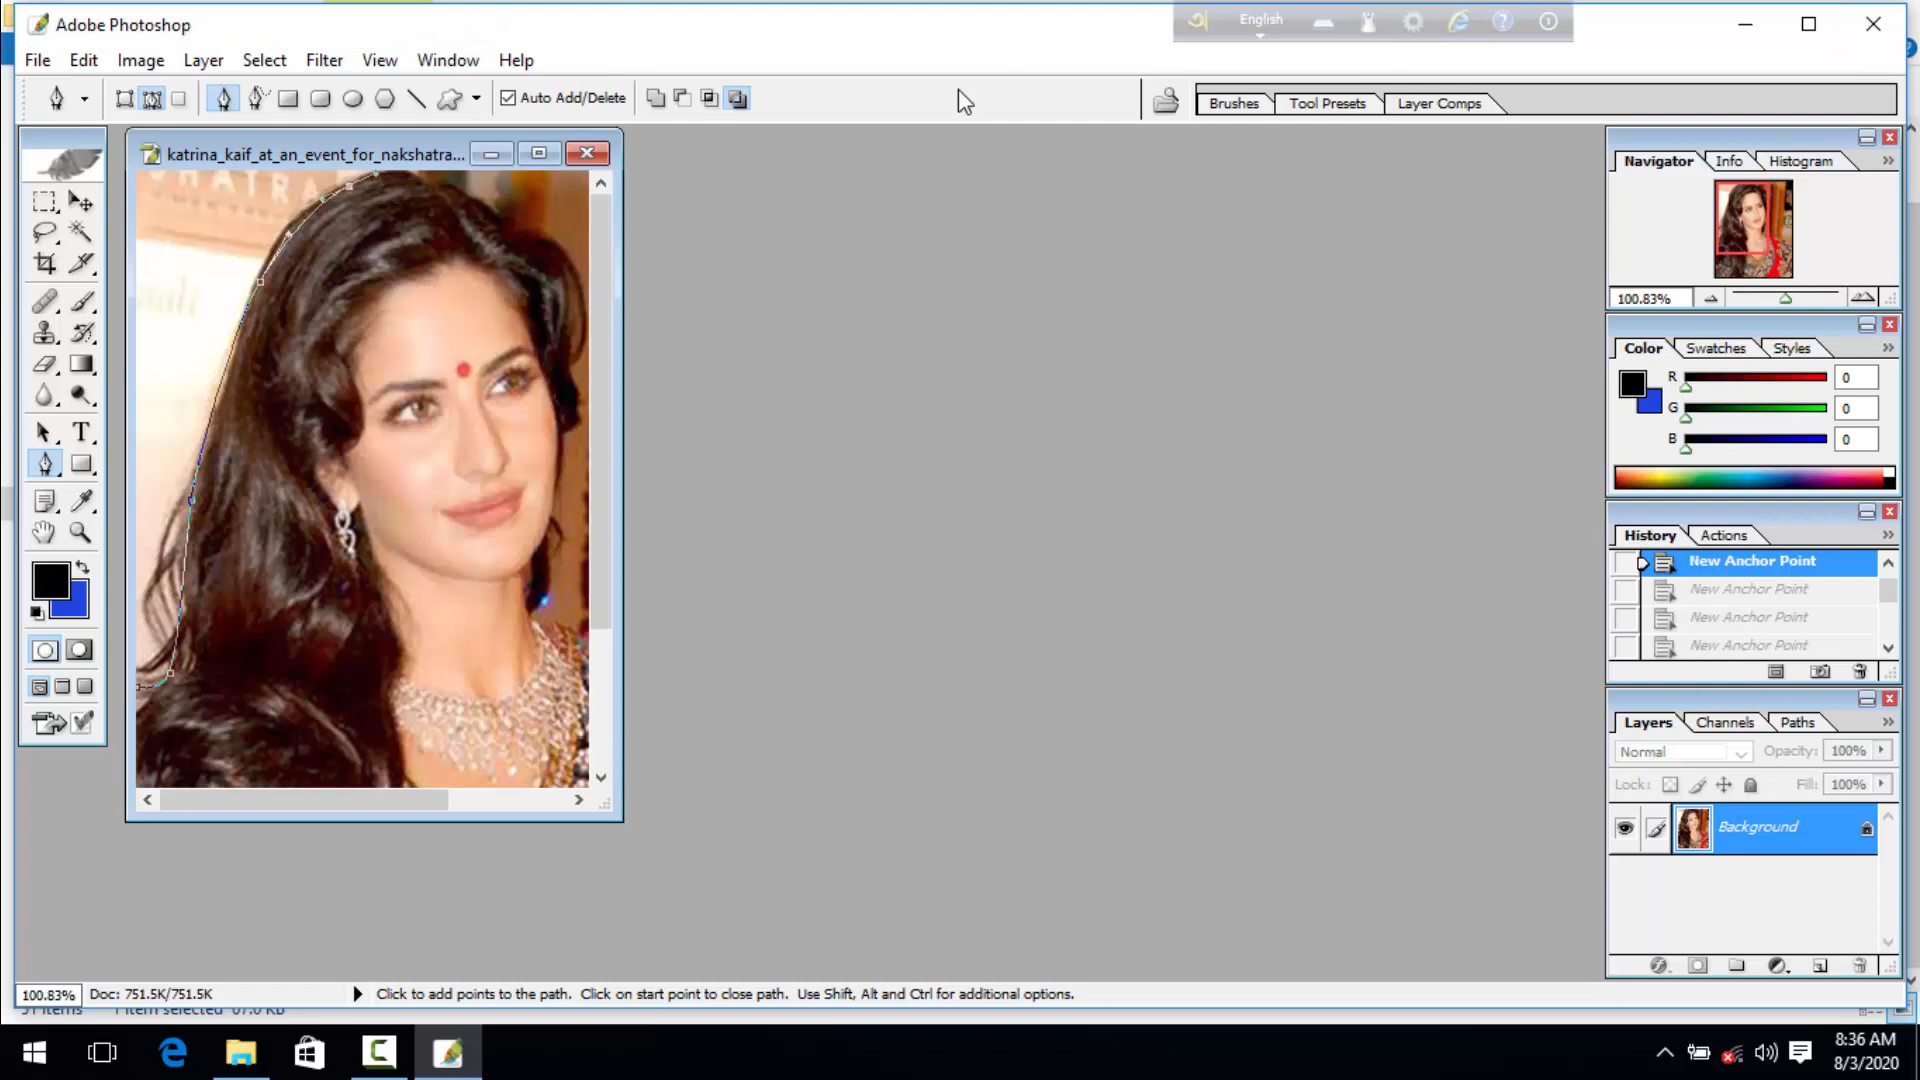 Adobe Photoshop
English
File Edit Image Layer Select Filter View Window Help
Auto Add/Delete
Brushes Tool Presets Layer Comps
katrina_kaif_at_an_event_for_nakshatra...
Navigator Info Histogram
100.83%
Color Swatches Styles
R 0
G 0
B 0
History Actions
New Anchor Point
New Anchor Point
New Anchor Point
New Anchor Point
Layers Channels Paths
Normal Opacity: 100%
Lock: Fill: 100%
Background
T
100.83% Doc: 751.5K/751.5K Click to add points to the path. Click on start point to close path. Use Shift, Alt and Ctrl for additional options.
8:36 AM
8/3/2020